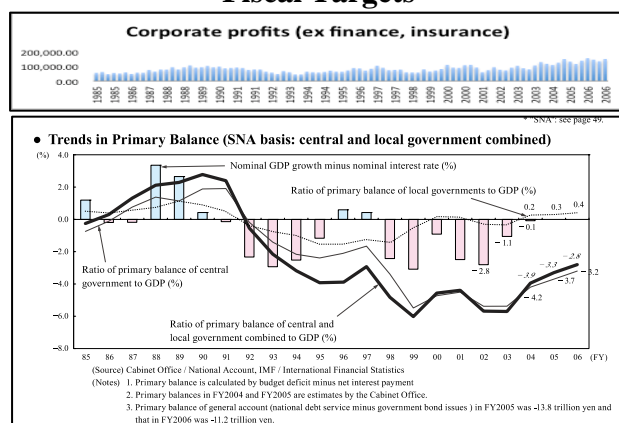 Fiscal Targets
Corporate profits (ex finance, insurance)
200,000.00
100,000.00
0.00
1985 1985 1986 1987 1988 1988 1989 1990 1991 1991 1992 1993 1994 1994 1995 1996 1997 1997 1998 1999 2000 2000 2001 2002 2003 2003 2004 2005 2006 2006
* "SNA": see page 49.
● Trends in Primary Balance (SNA basis: central and local government combined)
(%)
4.0
2.0
0.0
−2.0
−4.0
−6.0
−8.0
Nominal GDP growth minus nominal interest rate (%)
Ratio of primary balance of local governments to GDP (%)
0.2 0.3 0.4
−0.1
−1.1
−2.8
−3.9 −3.3 −2.8
−4.2 −3.7 −3.2
Ratio of primary balance of central
government to GDP (%)
Ratio of primary balance of central and
local government combined to GDP (%)
85 86 87 88 89 90 91 92 93 94 95 96 97 98 99 00 01 02 03 04 05 06 (FY)
(Source) Cabinet Office / National Account, IMF / International Financial Statistics
(Notes) 1. Primary balance is calculated by budget deficit minus net interest payment
2. Primary balances in FY2004 and FY2005 are estimates by the Cabinet Office.
3. Primary balance of general account (national debt service minus government bond issues ) in FY2005 was -13.8 trillion yen and
that in FY2006 was -11.2 trillion yen.